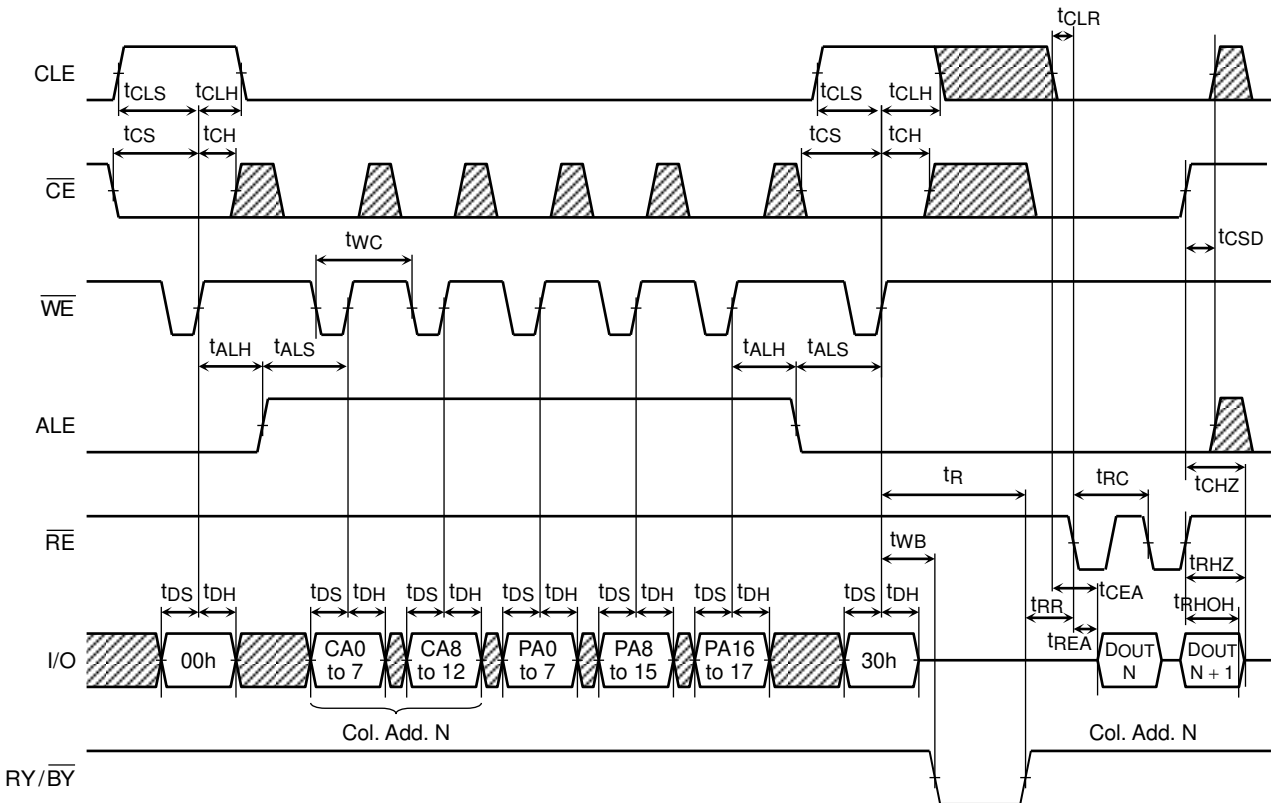 tCLR
CLE
tCLS tCLH tCLS tCLH
tCS tCH tCS tCH
CE
tWC tCSD
WE
tALH tALS tALH tALS
ALE
tR tRC tCHZ
RE
tWB tRHZ
tDS tDH tDS tDH tDS tDH tDS tDH tDS tDH tDS tDH tDS tDH tRR tCEA tRHOH
tREA
I/O 00h CA0 to 7 CA8 to 12 PA0 to 7 PA8 to 15 PA16 to 17 30h DOUT N DOUT N + 1
Col. Add. N Col. Add. N
RY/BY